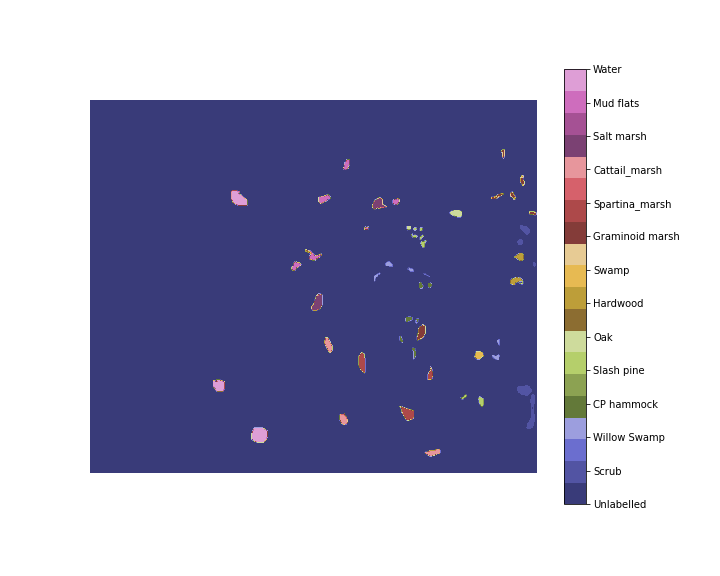 Water
Mud flats
Salt marsh
Cattail_marsh
Spartina_marsh
Graminoid marsh
Swamp
Hardwood
Oak
Slash pine
CP hammock
Willow Swamp
Scrub
Unlabelled